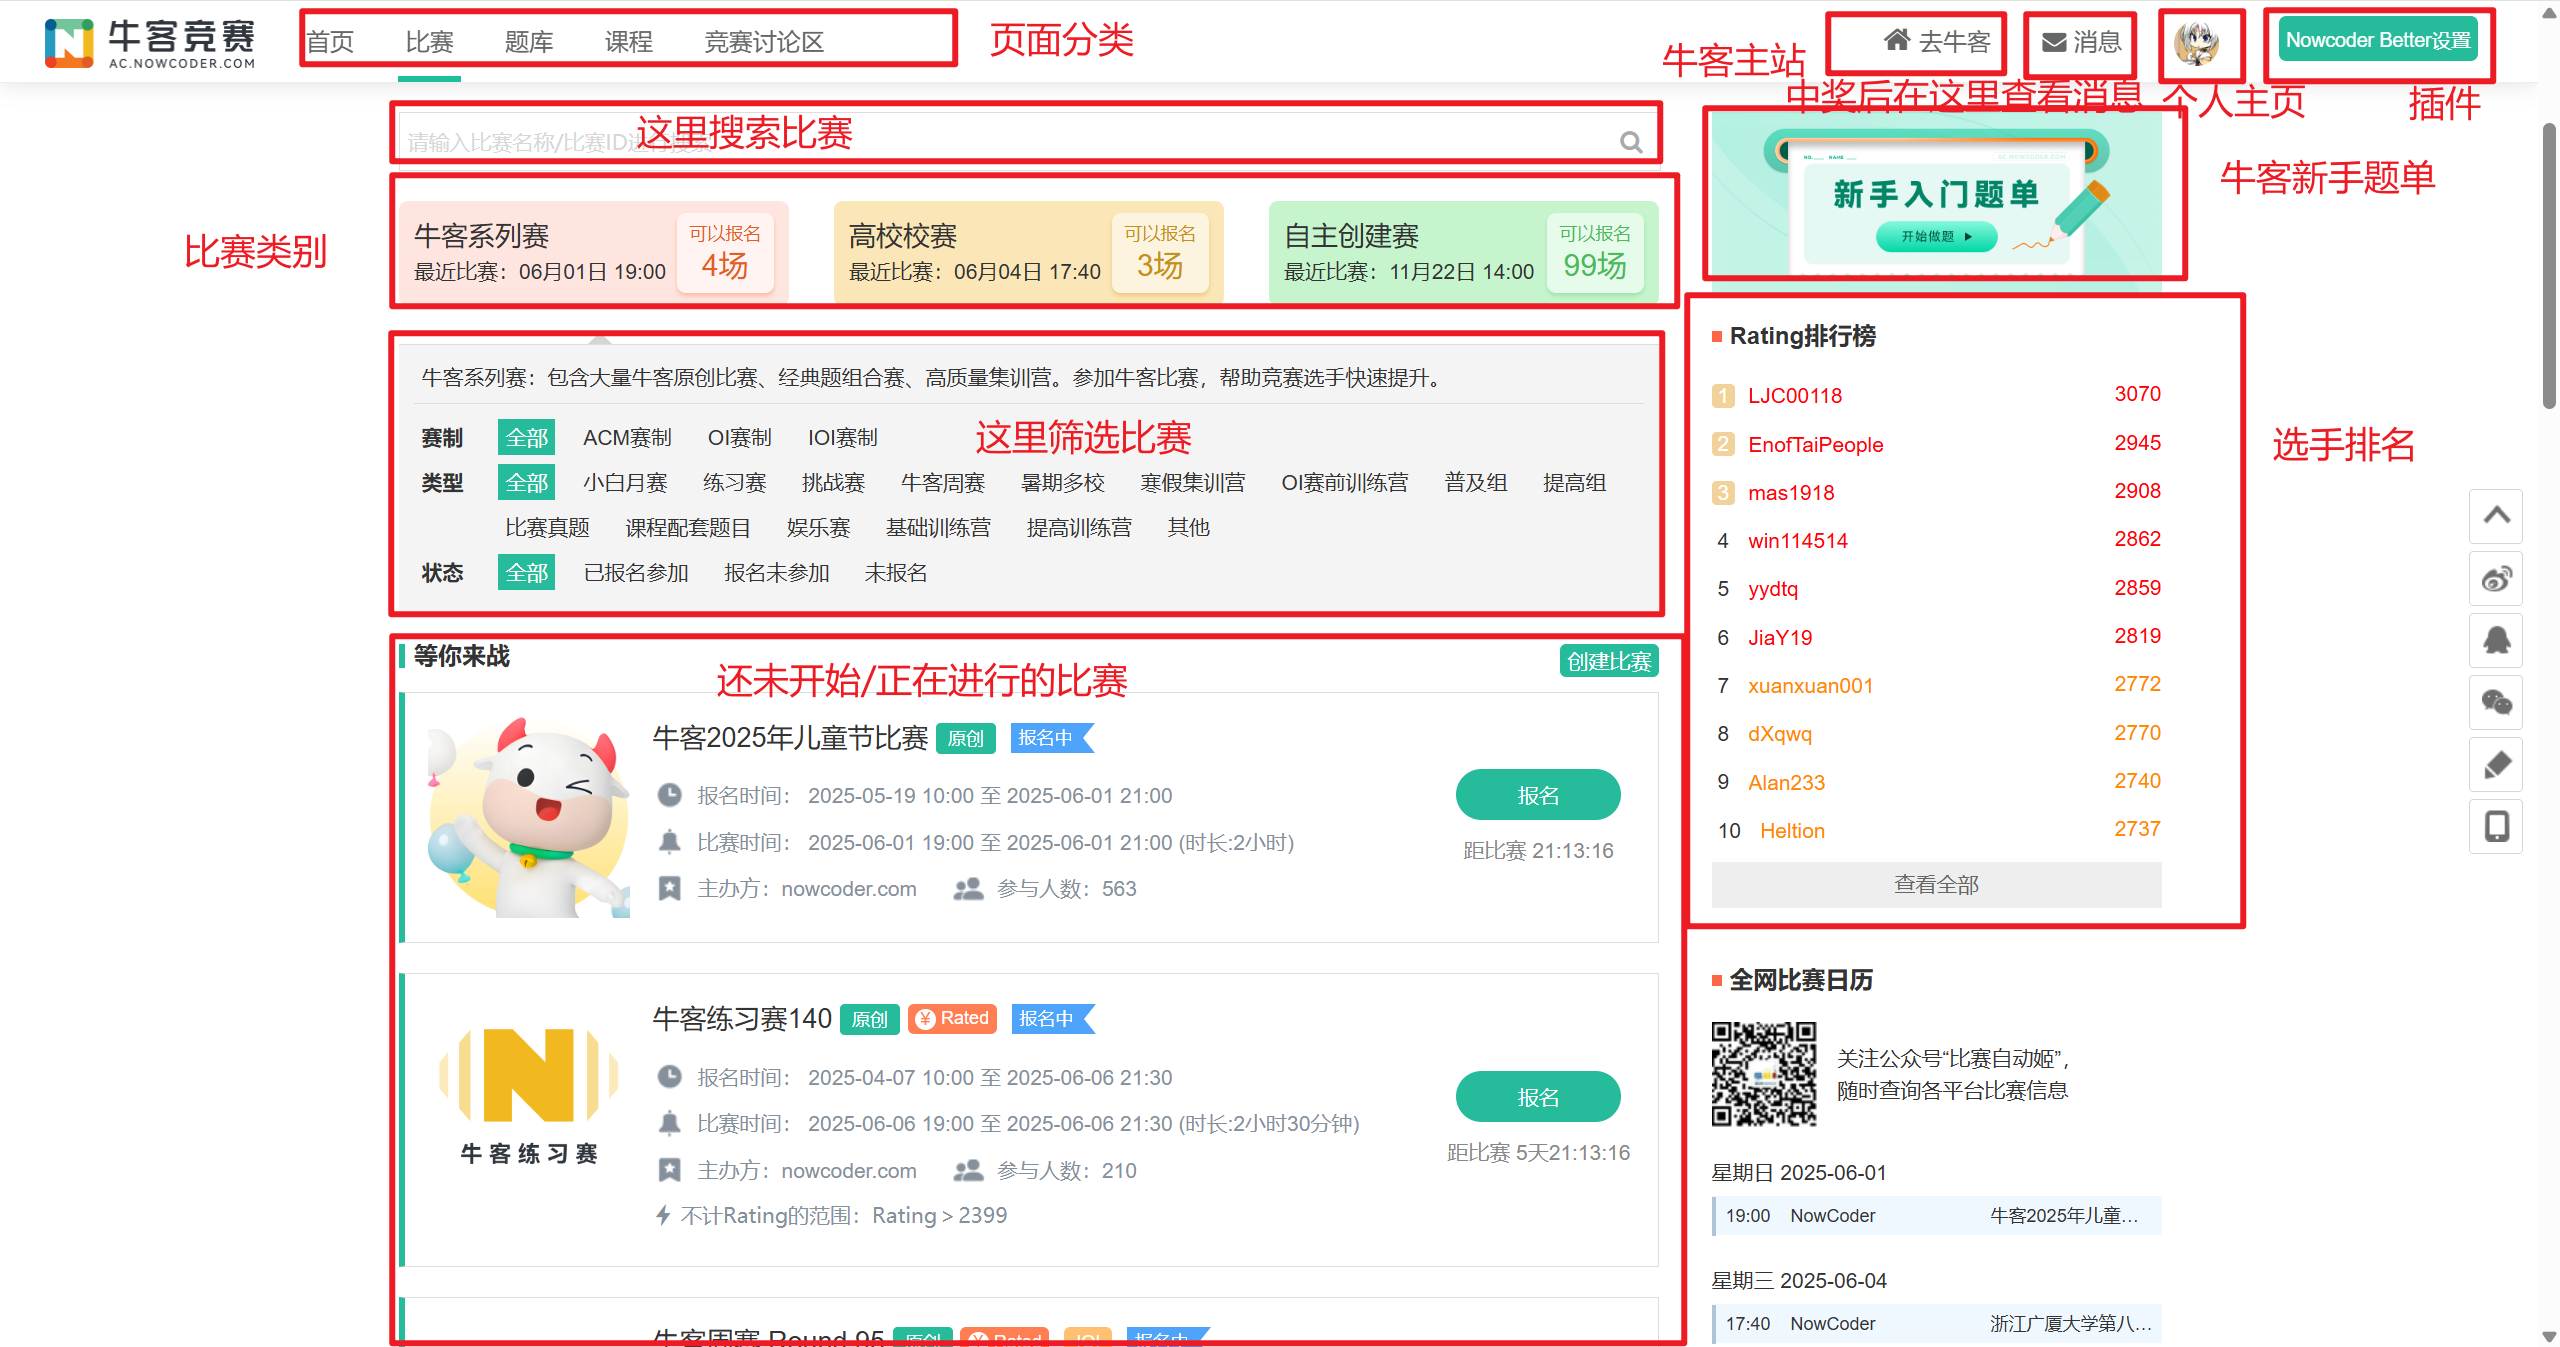 牛客竞赛
AC.NOWCODER.COM
首页 比赛 题库 课程 竞赛讨论区
页面分类
牛客主站
去牛客
消息
Nowcoder Better设置
中奖后在这里查看消息
个人主页
插件
请输入比赛名称/比赛ID进行搜索
这里搜索比赛
比赛类别
牛客系列赛
最近比赛：06月01日 19:00
可以报名
4场
高校校赛
最近比赛：06月04日 17:40
可以报名
3场
自主创建赛
最近比赛：11月22日 14:00
可以报名
99场
新手入门题单
开始做题
牛客新手题单
牛客系列赛：包含大量牛客原创比赛、经典题组合赛、高质量集训营。参加牛客比赛，帮助竞赛选手快速提升。
赛制 全部 ACM赛制 OI赛制 IOI赛制
这里筛选比赛
类型 全部 小白月赛 练习赛 挑战赛 牛客周赛 暑期多校 寒假集训营 OI赛前训练营 普及组 提高组
比赛真题 课程配套题目 娱乐赛 基础训练营 提高训练营 其他
状态 全部 已报名参加 报名未参加 未报名
等你来战
还未开始/正在进行的比赛
创建比赛
牛客2025年儿童节比赛 原创 报名中
报名时间： 2025-05-19 10:00 至 2025-06-01 21:00
比赛时间： 2025-06-01 19:00 至 2025-06-01 21:00 (时长:2小时)
主办方：nowcoder.com 参与人数：563
报名
距比赛 21:13:16
牛客练习赛
牛客练习赛140 原创 Rated 报名中
报名时间： 2025-04-07 10:00 至 2025-06-06 21:30
比赛时间： 2025-06-06 19:00 至 2025-06-06 21:30 (时长:2小时30分钟)
主办方：nowcoder.com 参与人数：210
不计Rating的范围：Rating > 2399
报名
距比赛 5天21:13:16
牛客周赛 Round 95 原创 Rated IOI 报名中
Rating排行榜
选手排名
1 LJC00118 3070
2 EnofTaiPeople 2945
3 mas1918 2908
4 win114514 2862
5 yydtq 2859
6 JiaY19 2819
7 xuanxuan001 2772
8 dXqwq 2770
9 Alan233 2740
10 Heltion 2737
查看全部
全网比赛日历
关注公众号“比赛自动姬”，
随时查询各平台比赛信息
星期日 2025-06-01
19:00 NowCoder 牛客2025年儿童…
星期三 2025-06-04
17:40 NowCoder 浙江广厦大学第八…